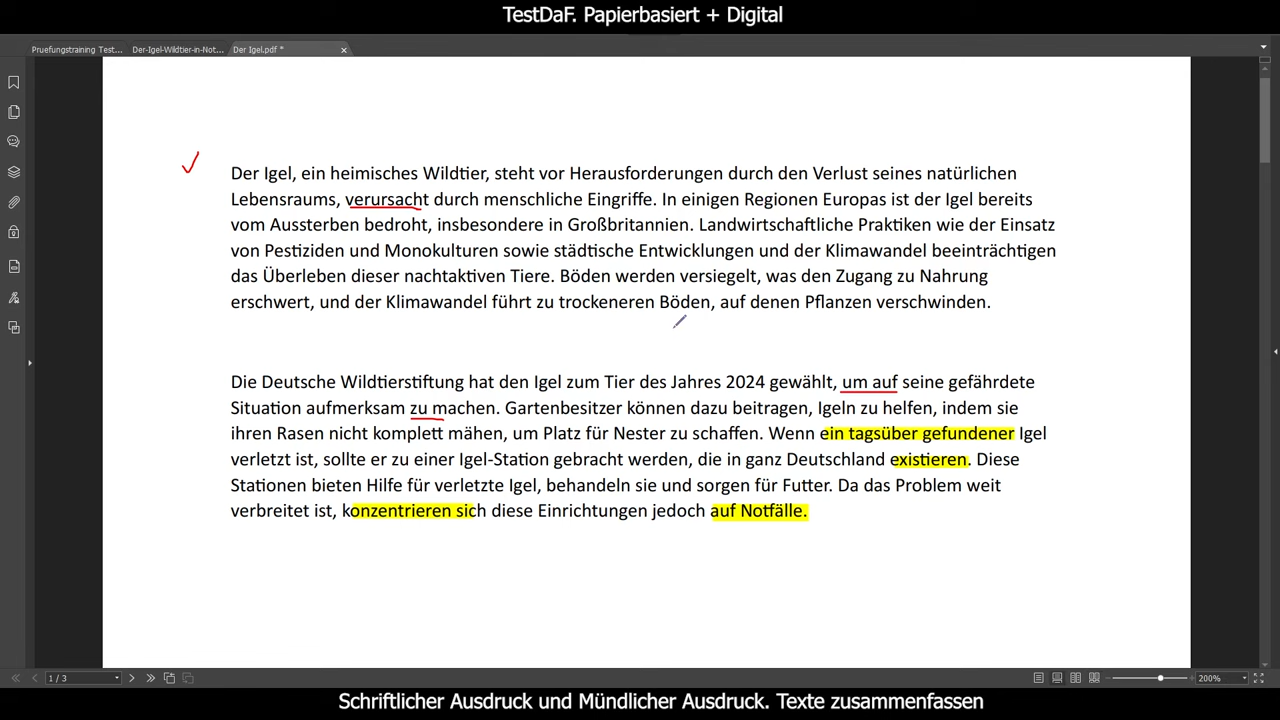 TestDaF. Papierbasiert + Digital
Pruefungstraining Test... Der-Igel-Wildtier-in-Not... Der Igel.pdf *
Der Igel, ein heimisches Wildtier, steht vor Herausforderungen durch den Verlust seines natürlichen
Lebensraums, verursacht durch menschliche Eingriffe. In einigen Regionen Europas ist der Igel bereits
vom Aussterben bedroht, insbesondere in Großbritannien. Landwirtschaftliche Praktiken wie der Einsatz
von Pestiziden und Monokulturen sowie städtische Entwicklungen und der Klimawandel beeinträchtigen
das Überleben dieser nachtaktiven Tiere. Böden werden versiegelt, was den Zugang zu Nahrung
erschwert, und der Klimawandel führt zu trockeneren Böden, auf denen Pflanzen verschwinden.
Die Deutsche Wildtierstiftung hat den Igel zum Tier des Jahres 2024 gewählt, um auf seine gefährdete
Situation aufmerksam zu machen. Gartenbesitzer können dazu beitragen, Igeln zu helfen, indem sie
ihren Rasen nicht komplett mähen, um Platz für Nester zu schaffen. Wenn ein tagsüber gefundener Igel
verletzt ist, sollte er zu einer Igel-Station gebracht werden, die in ganz Deutschland existieren. Diese
Stationen bieten Hilfe für verletzte Igel, behandeln sie und sorgen für Futter. Da das Problem weit
verbreitet ist, konzentrieren sich diese Einrichtungen jedoch auf Notfälle.
1 / 3
200%
Schriftlicher Ausdruck und Mündlicher Ausdruck. Texte zusammenfassen